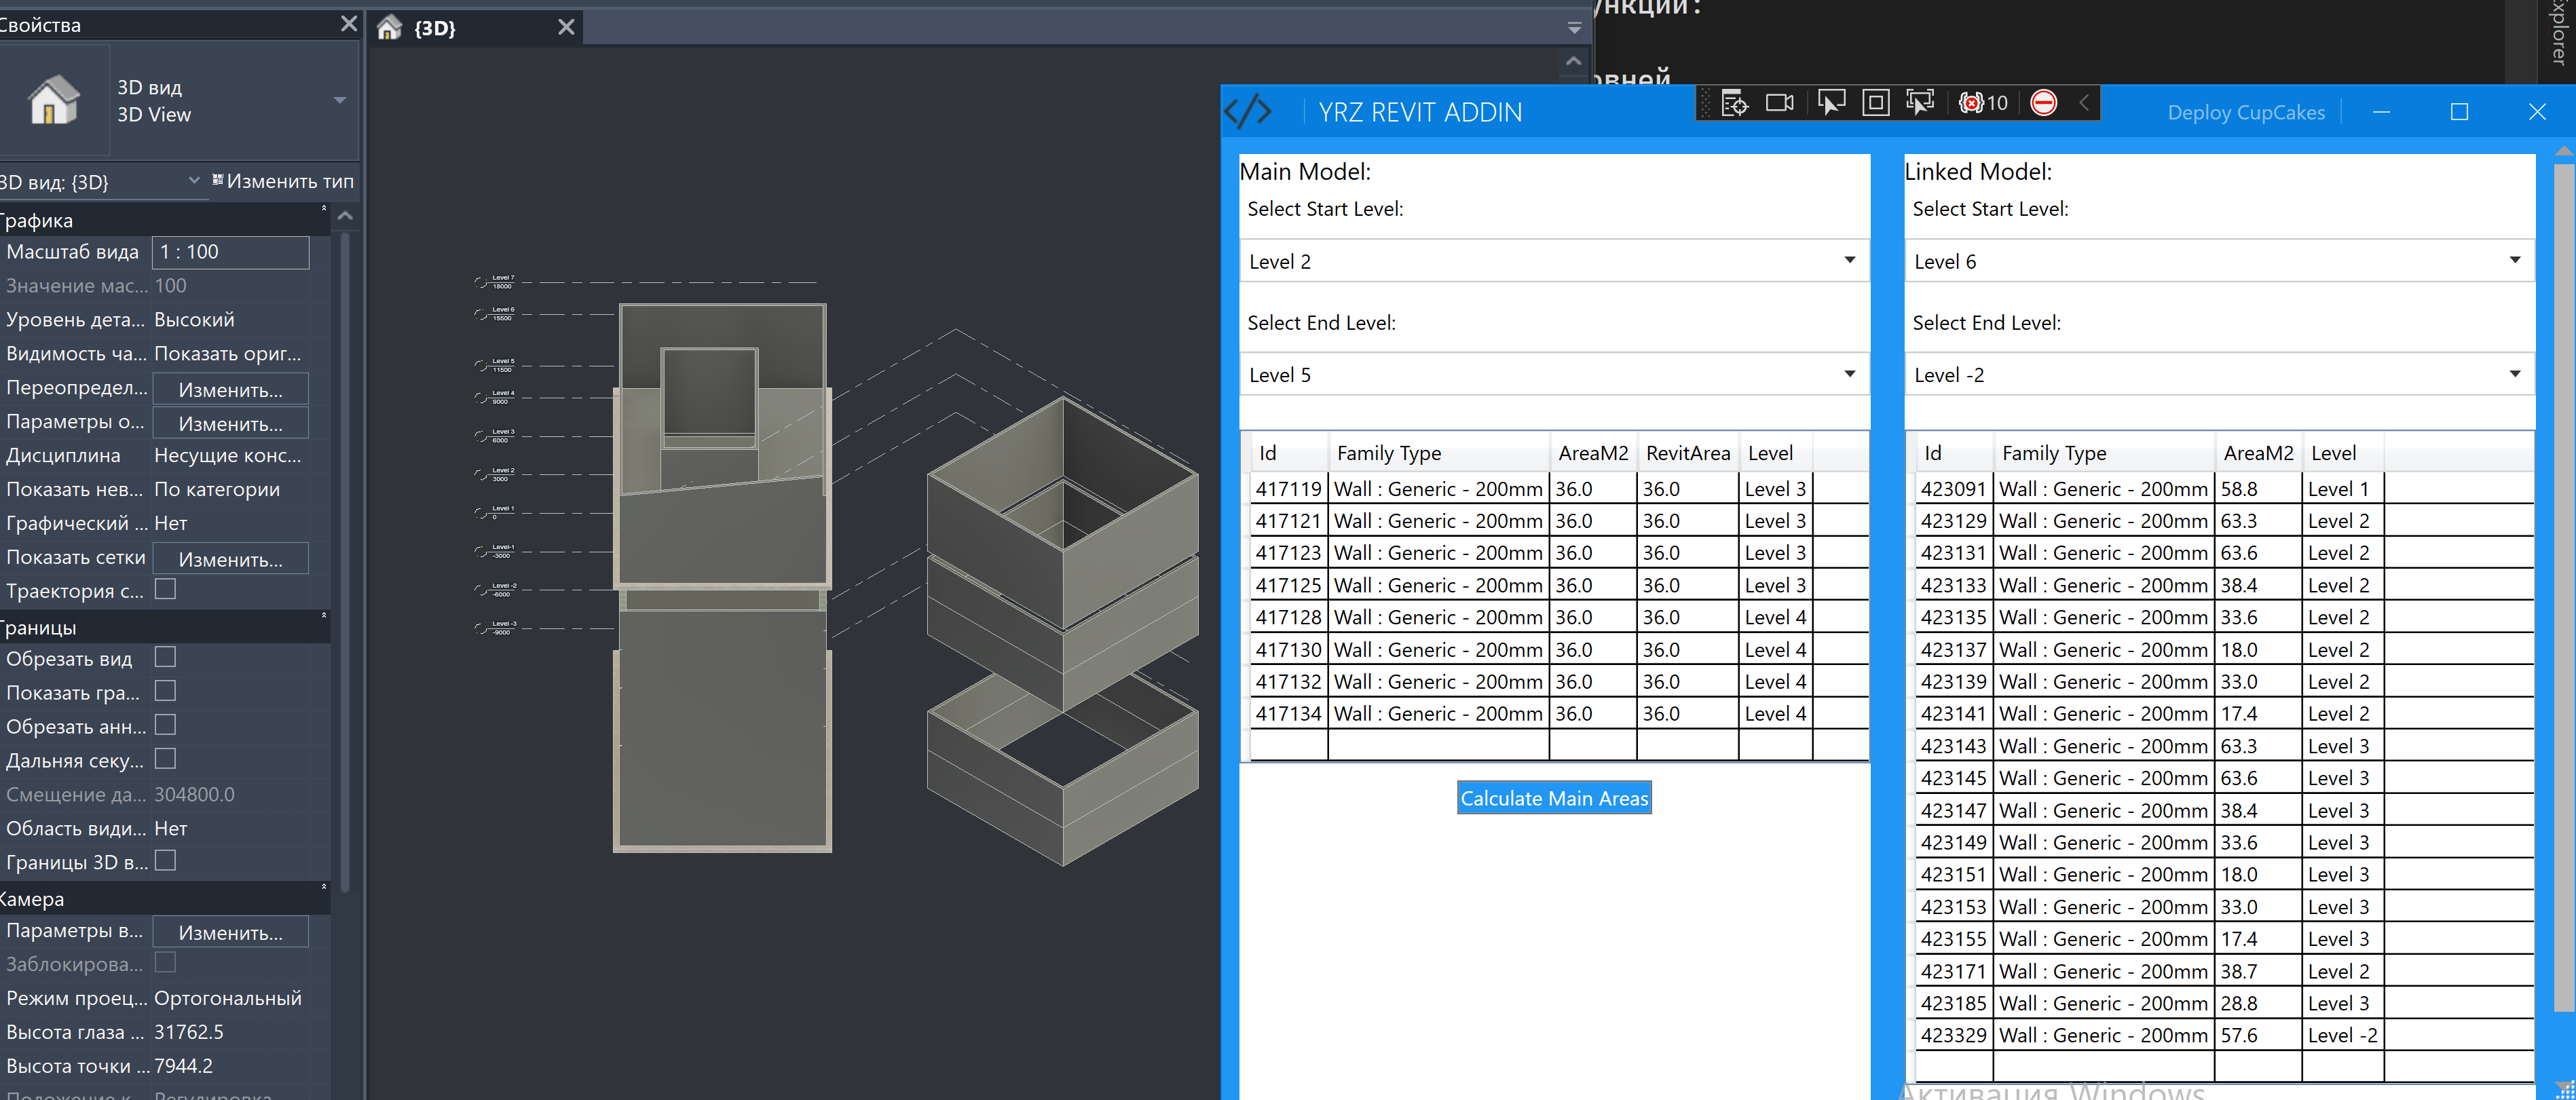 Свойства
3D вид
3D View
3D вид: {3D}
Изменить тип
Графика
Масштаб вида 1 : 100
Значение мас... 100
Уровень дета... Высокий
Видимость ча... Показать ориг...
Переопредел... Изменить...
Параметры о... Изменить...
Дисциплина Несущие конс...
Показать нев... По категории
Графический ... Нет
Показать сетки Изменить...
Траектория с...
Границы
Обрезать вид
Показать гра...
Обрезать анн...
Дальняя секу...
Смещение да... 304800.0
Область види... Нет
Границы 3D в...
Камера
Параметры в... Изменить...
Заблокирова...
Режим проец... Ортогональный
Высота глаза ... 31762.5
Высота точки ... 7944.2
{3D}
Level 7
18000
Level 6
15500
Level 5
11500
Level 4
9000
Level 3
6000
Level 2
3000
Level 1
0
Level -1
-3000
Level -2
-6000
Level -3
-9000
ункции:
овней
Explorer
YRZ REVIT ADDIN
10
Deploy CupCakes
Main Model:
Select Start Level:
Level 2
Select End Level:
Level 5
Id Family Type AreaM2 RevitArea Level
417119 Wall : Generic - 200mm 36.0 36.0 Level 3
417121 Wall : Generic - 200mm 36.0 36.0 Level 3
417123 Wall : Generic - 200mm 36.0 36.0 Level 3
417125 Wall : Generic - 200mm 36.0 36.0 Level 3
417128 Wall : Generic - 200mm 36.0 36.0 Level 4
417130 Wall : Generic - 200mm 36.0 36.0 Level 4
417132 Wall : Generic - 200mm 36.0 36.0 Level 4
417134 Wall : Generic - 200mm 36.0 36.0 Level 4
Calculate Main Areas
Linked Model:
Select Start Level:
Level 6
Select End Level:
Level -2
Id Family Type AreaM2 Level
423091 Wall : Generic - 200mm 58.8 Level 1
423129 Wall : Generic - 200mm 63.3 Level 2
423131 Wall : Generic - 200mm 63.6 Level 2
423133 Wall : Generic - 200mm 38.4 Level 2
423135 Wall : Generic - 200mm 33.6 Level 2
423137 Wall : Generic - 200mm 18.0 Level 2
423139 Wall : Generic - 200mm 33.0 Level 2
423141 Wall : Generic - 200mm 17.4 Level 2
423143 Wall : Generic - 200mm 63.3 Level 3
423145 Wall : Generic - 200mm 63.6 Level 3
423147 Wall : Generic - 200mm 38.4 Level 3
423149 Wall : Generic - 200mm 33.6 Level 3
423151 Wall : Generic - 200mm 18.0 Level 3
423153 Wall : Generic - 200mm 33.0 Level 3
423155 Wall : Generic - 200mm 17.4 Level 3
423171 Wall : Generic - 200mm 38.7 Level 2
423185 Wall : Generic - 200mm 28.8 Level 3
423329 Wall : Generic - 200mm 57.6 Level -2
Активация Windows